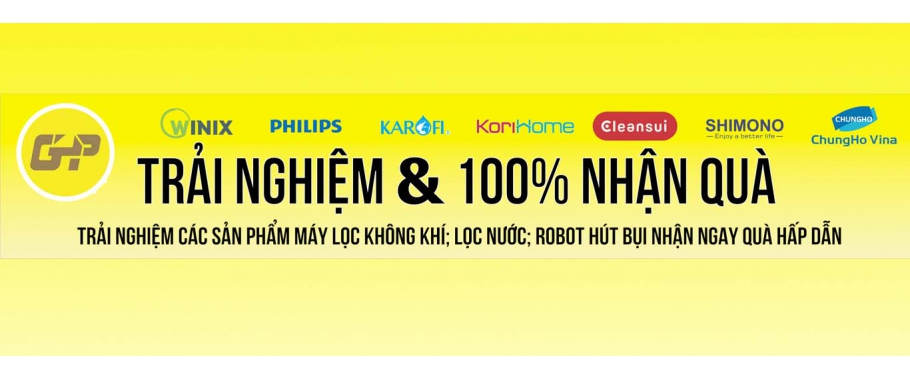 GHP
WINIX PHILIPS KAROFI KoriHome Cleansui SHIMONO CHUNGHO
Enjoy a better life ChungHo Vina
TRẢI NGHIỆM & 100% NHẬN QUÀ
TRẢI NGHIỆM CÁC SẢN PHẨM MÁY LỌC KHÔNG KHÍ; LỌC NƯỚC; ROBOT HÚT BỤI NHẬN NGAY QUÀ HẤP DẪN